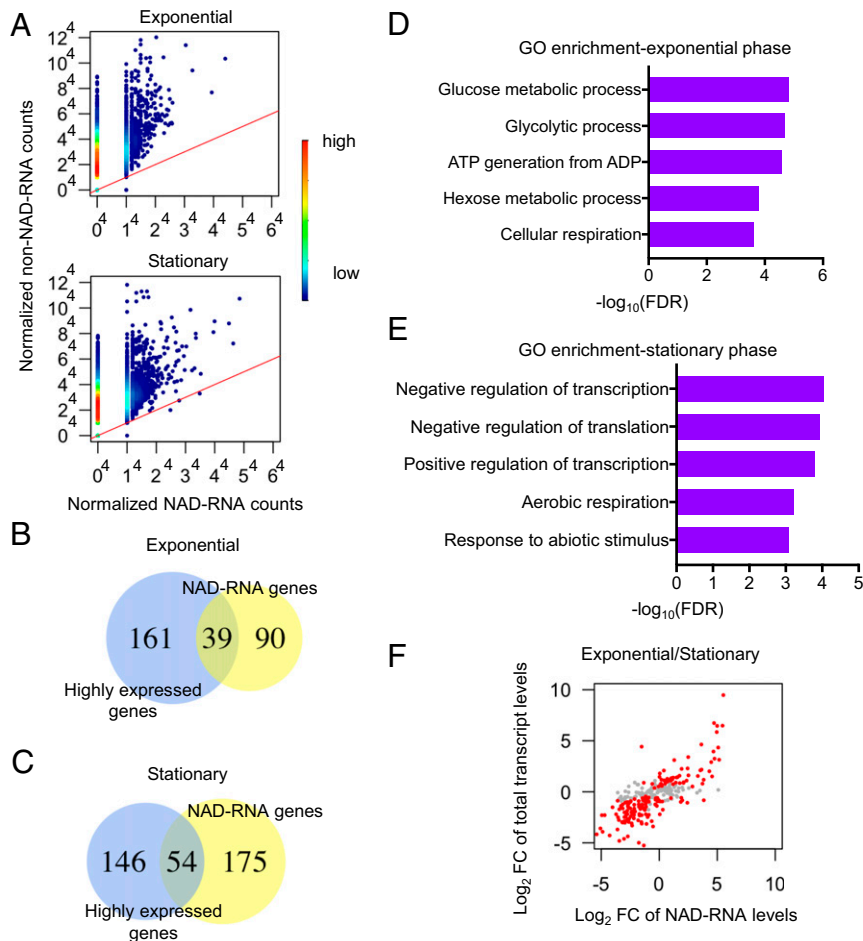 A
Exponential
Normalized non-NAD-RNA counts
12⁴
10⁴
8⁴
6⁴
4⁴
2⁴
0⁴
0⁴ 1⁴ 2⁴ 3⁴ 4⁴ 5⁴ 6⁴
high
low
Stationary
12⁴
10⁴
8⁴
6⁴
4⁴
2⁴
0⁴
0⁴ 1⁴ 2⁴ 3⁴ 4⁴ 5⁴ 6⁴
Normalized NAD-RNA counts
B
Exponential
NAD-RNA genes
161 39 90
Highly expressed
genes
C
Stationary
NAD-RNA genes
146 54 175
Highly expressed
genes
D
GO enrichment-exponential phase
Glucose metabolic process
Glycolytic process
ATP generation from ADP
Hexose metabolic process
Cellular respiration
0 2 4 6
-log₁₀(FDR)
E
GO enrichment-stationary phase
Negative regulation of transcription
Negative regulation of translation
Positive regulation of transcription
Aerobic respiration
Response to abiotic stimulus
0 1 2 3 4 5
-log₁₀(FDR)
F
Exponential/Stationary
Log₂ FC of total transcript levels
10
5
0
-5
-5 0 5 10
Log₂ FC of NAD-RNA levels